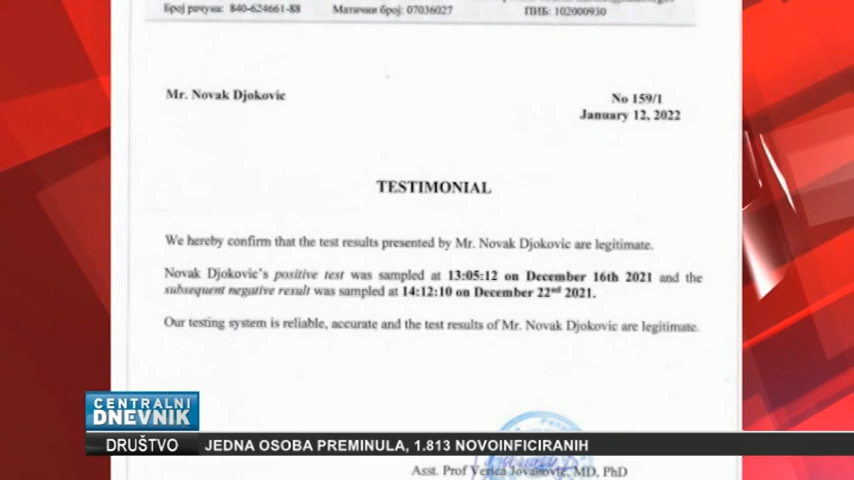 Број рачуна: 840-624661-88 Матични број: 07036027 ПИБ: 102000930
Mr. Novak Djokovic
No 159/1
January 12, 2022
TESTIMONIAL
We hereby confirm that the test results presented by Mr. Novak Djokovic are legitimate.
Novak Djokovic's positive test was sampled at 13:05:12 on December 16th 2021 and the
subsequent negative result was sampled at 14:12:10 on December 22nd 2021.
Our testing system is reliable, accurate and the test results of Mr. Novak Djokovic are legitimate.
Asst. Prof Verica Jovanovic, MD, PhD
CENTRALNI
DNEVNIK
DRUŠTVO JEDNA OSOBA PREMINULA, 1.813 NOVOINFICIRANIH